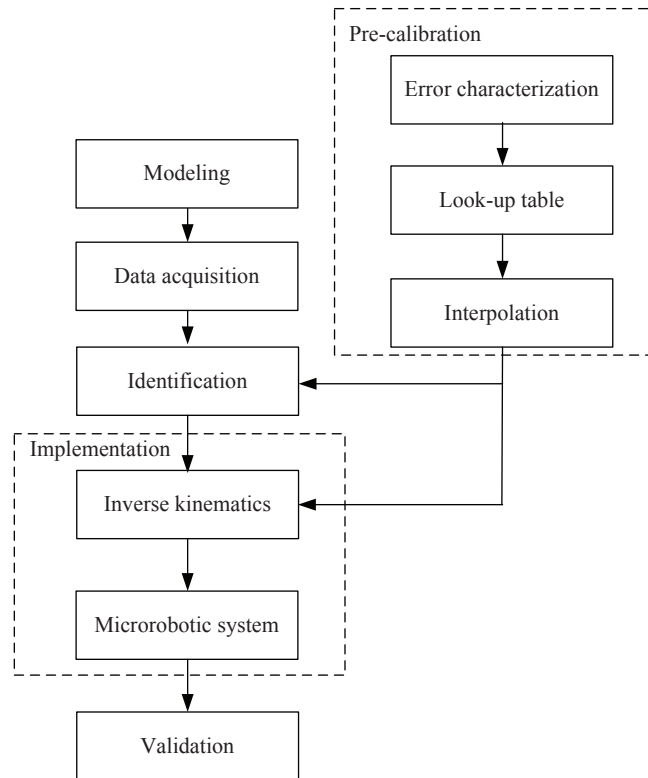 Pre-calibration
Error characterization
Look-up table
Interpolation
Modeling
Data acquisition
Identification
Implementation
Inverse kinematics
Microrobotic system
Validation